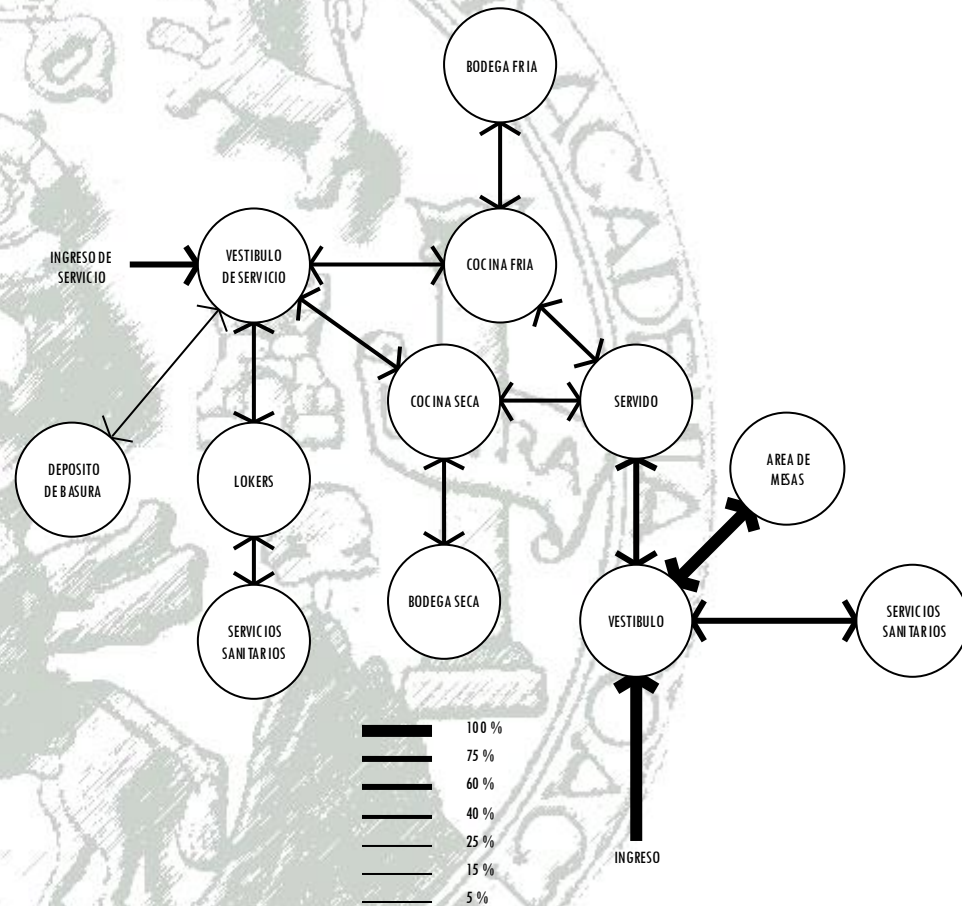 BODEGA FRIA
INGRESO DE
SERVICIO
VESTIBULO
DE SERVICIO
COCINA FRIA
COCINA SECA
SERVIDO
DEPOSITO
DE BASURA
LOKERS
AREA DE
MESAS
BODEGA SECA
SERVICIOS
SANITARIOS
VESTIBULO
SERVICIOS
SANITARIOS
100 %
75 %
60 %
40 %
25 %
15 %
5 %
INGRESO